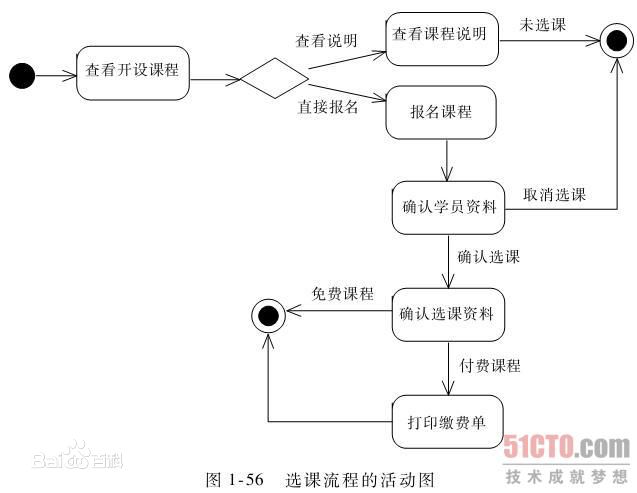 查看说明
查看课程说明
未选课
查看开设课程
直接报名
报名课程
确认学员资料
取消选课
确认选课
免费课程
确认选课资料
付费课程
打印缴费单
51CTO.com
技术成就梦想
Baidu百科
图 1-56 选课流程的活动图